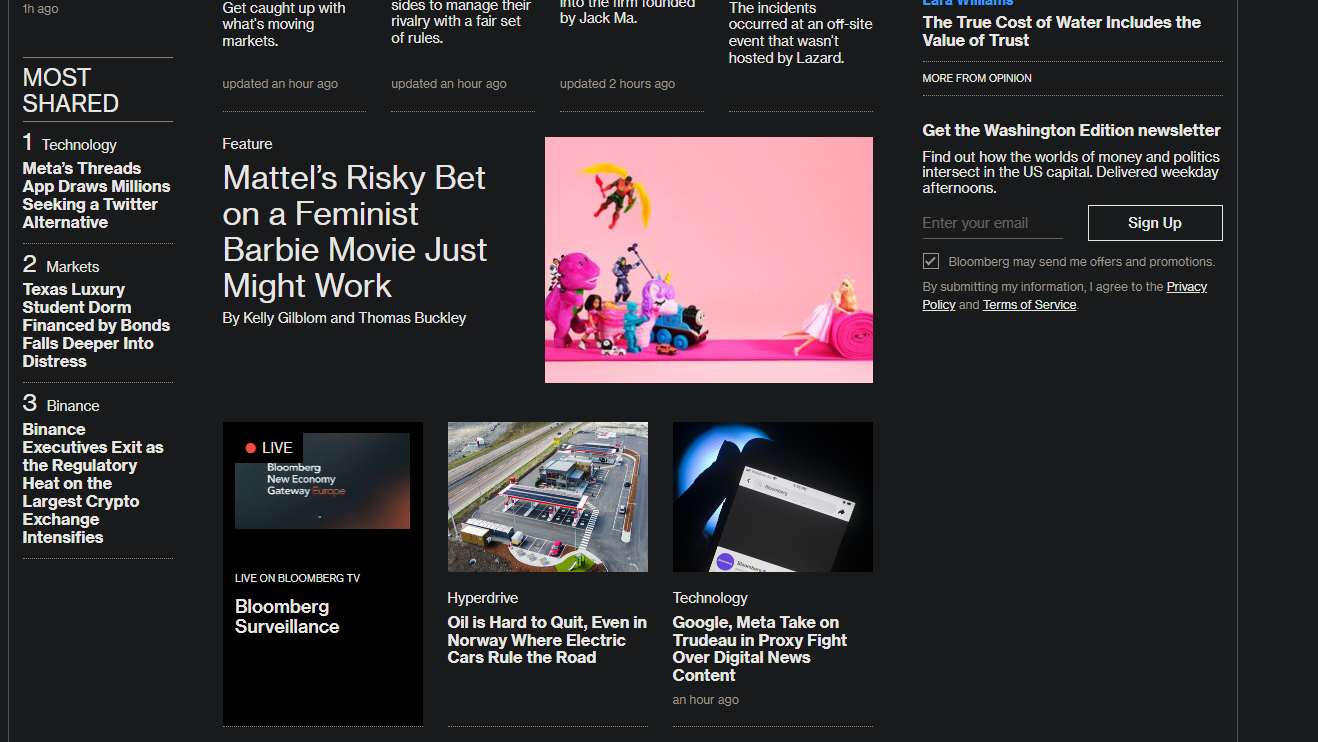 1h ago
MOST
SHARED
1 Technology
Meta’s Threads
App Draws Millions
Seeking a Twitter
Alternative
2 Markets
Texas Luxury
Student Dorm
Financed by Bonds
Falls Deeper Into
Distress
3 Binance
Binance
Executives Exit as
the Regulatory
Heat on the
Largest Crypto
Exchange
Intensifies
Get caught up with
what's moving
markets.
updated an hour ago
sides to manage their
rivalry with a fair set
of rules.
updated an hour ago
into the firm founded
by Jack Ma.
updated 2 hours ago
The incidents
occurred at an off-site
event that wasn’t
hosted by Lazard.
Feature
Mattel’s Risky Bet
on a Feminist
Barbie Movie Just
Might Work
By Kelly Gilblom and Thomas Buckley
LIVE
Bloomberg
New Economy
Gateway Europe
LIVE ON BLOOMBERG TV
Bloomberg
Surveillance
Hyperdrive
Oil is Hard to Quit, Even in
Norway Where Electric
Cars Rule the Road
Bloomberg
Technology
Google, Meta Take on
Trudeau in Proxy Fight
Over Digital News
Content
an hour ago
Lara Williams
The True Cost of Water Includes the
Value of Trust
MORE FROM OPINION
Get the Washington Edition newsletter
Find out how the worlds of money and politics
intersect in the US capital. Delivered weekday
afternoons.
Enter your email
Sign Up
Bloomberg may send me offers and promotions.
By submitting my information, I agree to the Privacy
Policy and Terms of Service.